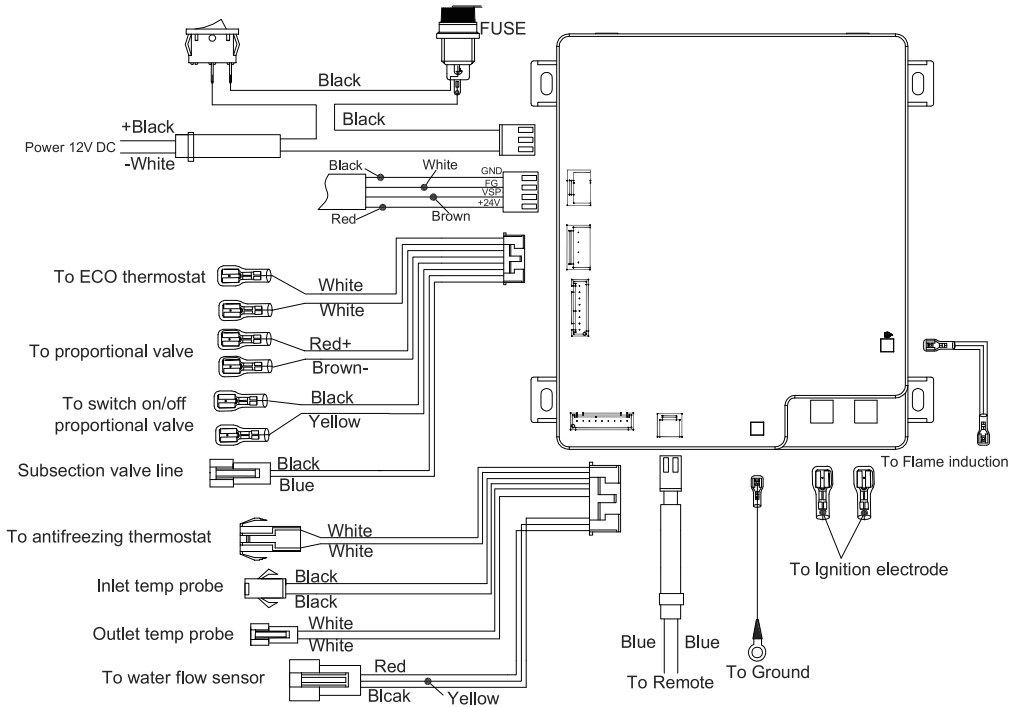 FUSE
Black
+Black
Black
Power 12V DC
-White
Black
White
GND
FG
VSP
+24V
Red
Brown
To ECO thermostat
White
White
To proportional valve
Red+
Brown-
To switch on/off
proportional valve
Black
Yellow
Subsection valve line
Black
Blue
To Flame induction
To antifreezing thermostat
White
White
To Ignition electrode
Inlet temp probe
Black
Black
Outlet temp probe
White
White
Blue
Blue
To water flow sensor
Red
Blcak
Yellow
To Remote
To Ground